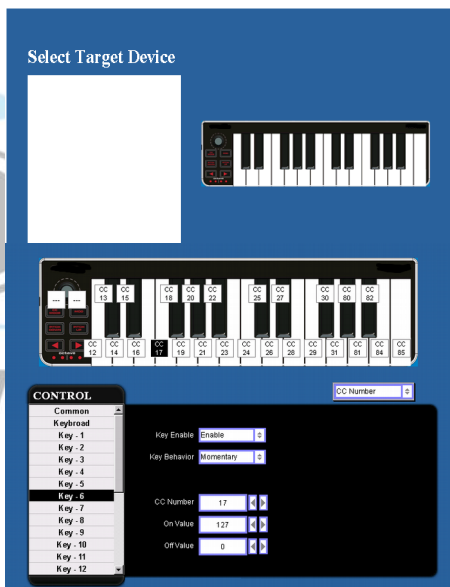 Select Target Device
--- ---
CC 13 CC 15 CC 18 CC 20 CC 22 CC 25 CC 27 CC 30 CC 80 CC 82
CC 12 CC 14 CC 16 CC 17 CC 19 CC 21 CC 23 CC 24 CC 26 CC 28 CC 29 CC 31 CC 81 CC 84 CC 85
CONTROL
CC Number
Common
Keybroad
Key - 1
Key - 2
Key - 3
Key - 4
Key - 5
Key - 6
Key - 7
Key - 8
Key - 9
Key - 10
Key - 11
Key - 12
Key Enable Enable
Key Behavior Momentary
CC Number 17
On Value 127
Off Value 0